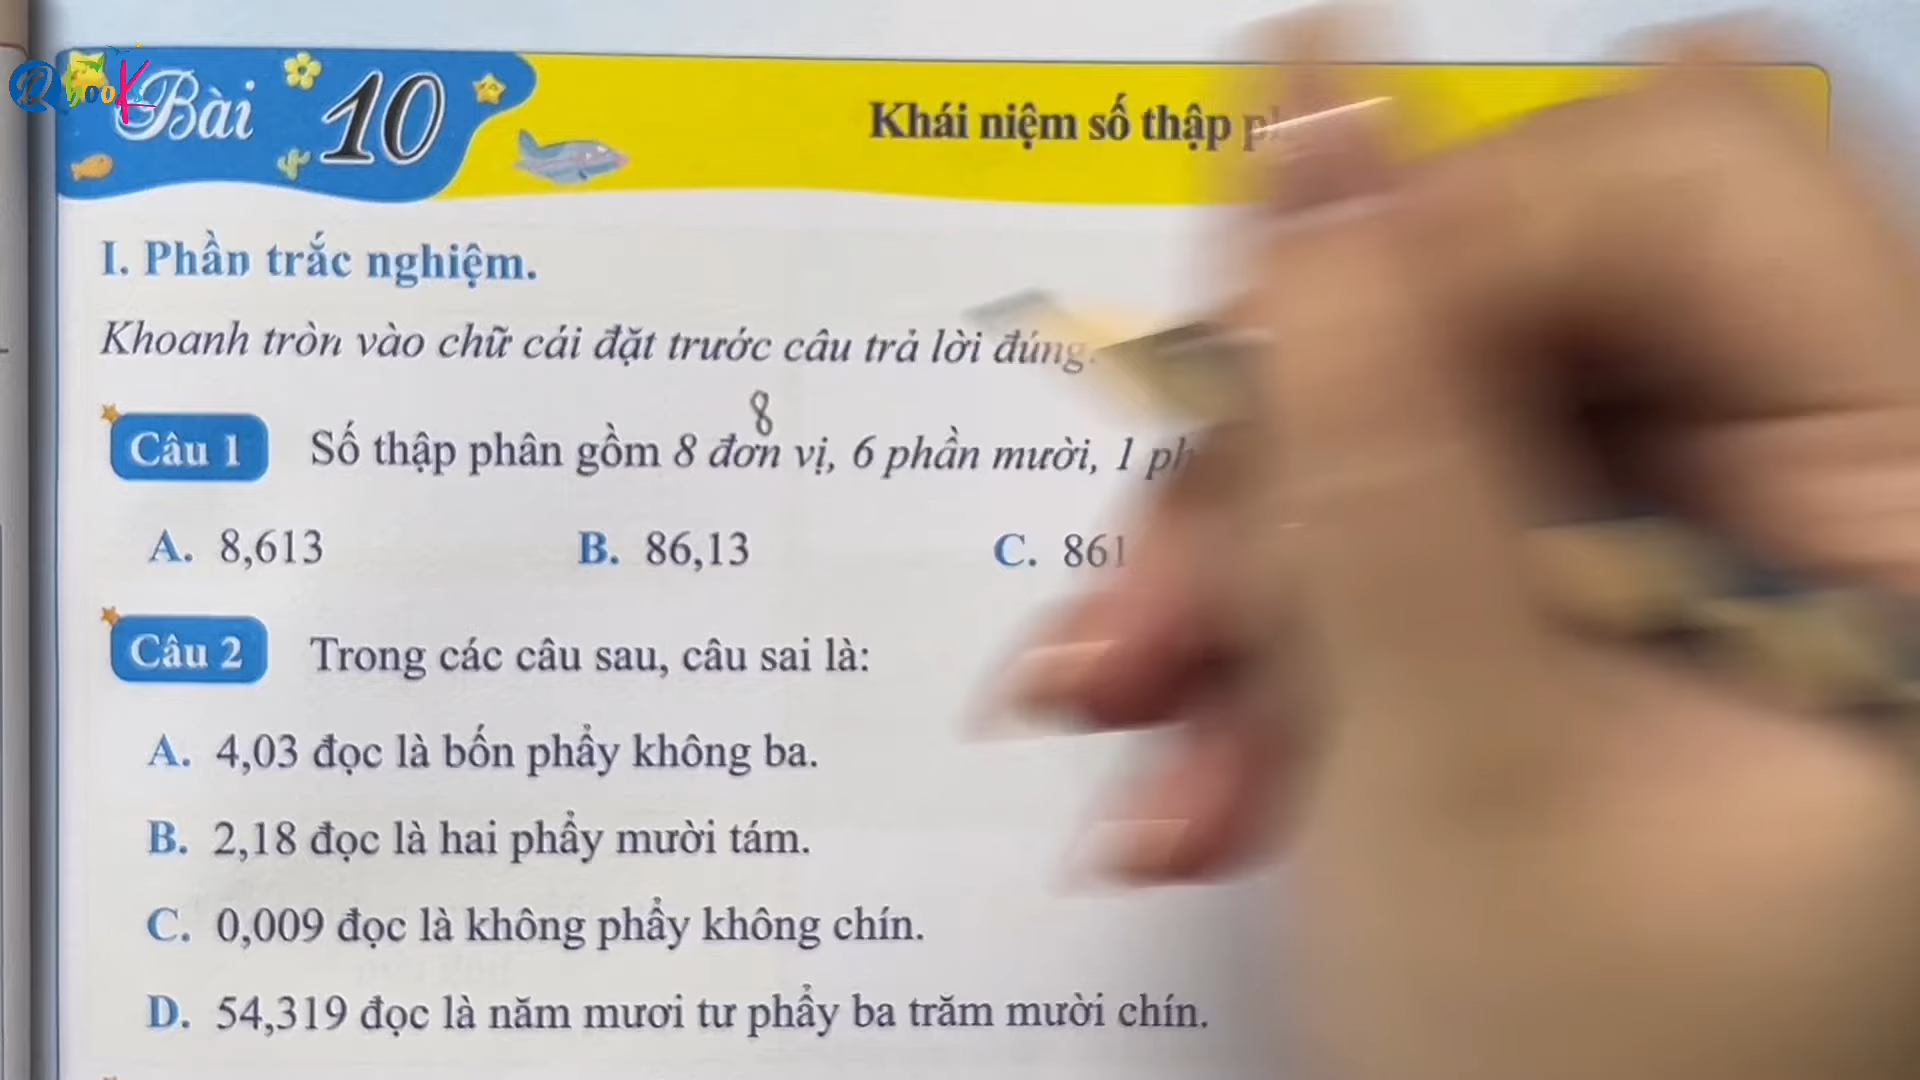 Book
Bài 10
Khái niệm số thập
I. Phần trắc nghiệm.
Khoanh tròn vào chữ cái đặt trước câu trả lời đúng.
8
Câu 1 Số thập phân gồm 8 đơn vị, 6 phần mười, 1
A. 8,613 B. 86,13 C. 861
Câu 2 Trong các câu sau, câu sai là:
A. 4,03 đọc là bốn phẩy không ba.
B. 2,18 đọc là hai phẩy mười tám.
C. 0,009 đọc là không phẩy không chín.
D. 54,319 đọc là năm mươi tư phẩy ba trăm mười chín.